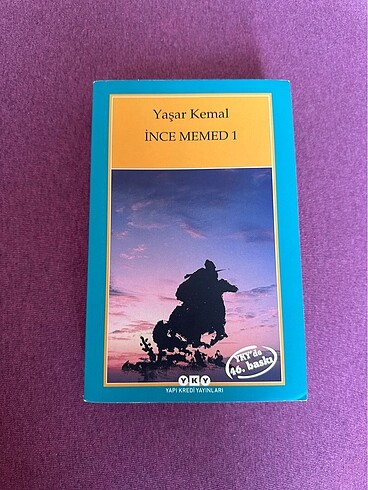 Yaşar Kemal
İNCE MEMED 1
YKY'de
46. baskı
YKY
YAPI KREDİ YAYINLARI